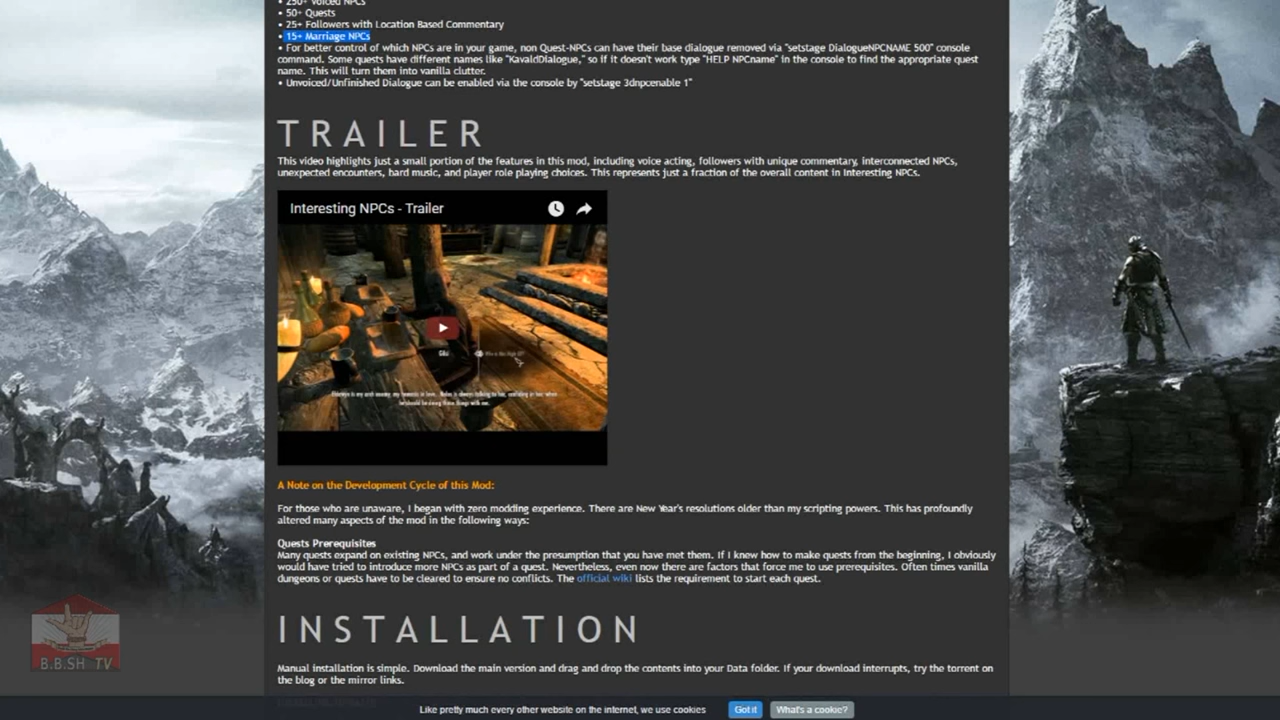 • 250+ Voiced NPCs
• 50+ Quests
• 25+ Followers with Location Based Commentary
• 15+ Marriage NPCs
• For better control of which NPCs are in your game, non Quest-NPCs can have their base dialogue removed via "setstage DialogueNPCNAME 500" console
command. Some quests have different names like "KavaldDialogue," so if it doesn't work type "HELP NPCname" in the console to find the appropriate quest
name. This will turn them into vanilla clutter.
• Unvoiced/Unfinished Dialogue can be enabled via the console by "setstage 3dnpcenable 1"
TRAILER
This video highlights just a small portion of the features in this mod, including voice acting, followers with unique commentary, interconnected NPCs,
unexpected encounters, bard music, and player role playing choices. This represents just a fraction of the overall content in Interesting NPCs.
Interesting NPCs - Trailer
A Note on the Development Cycle of this Mod:
For those who are unaware, I began with zero modding experience. There are New Year's resolutions older than my scripting powers. This has profoundly
altered many aspects of the mod in the following ways:
Quests Prerequisites
Many quests expand on existing NPCs, and work under the presumption that you have met them. If I knew how to make quests from the beginning, I obviously
would have tried to introduce more NPCs as part of a quest. Nevertheless, even now there are factors that force me to use prerequisites. Often times vanilla
dungeons or quests have to be cleared to ensure no conflicts. The official wiki lists the requirement to start each quest.
INSTALLATION
Manual installation is simple. Download the main version and drag and drop the contents into your Data folder. If your download interrupts, try the torrent on
the blog or the mirror links.
B.B.SH TV
Like pretty much every other website on the internet, we use cookies Got it What's a cookie?